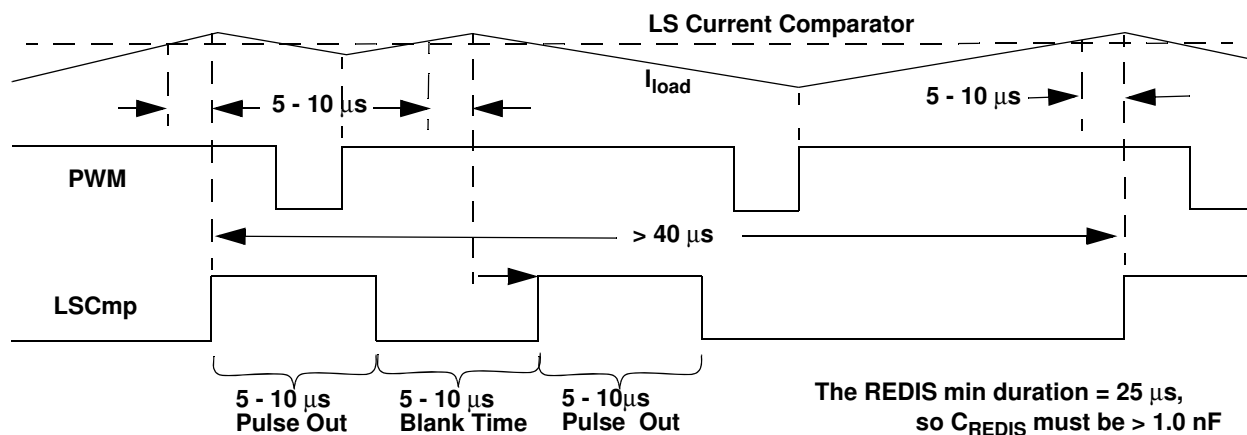 LS Current Comparator
Iload
5 - 10 μs
5 - 10 μs
PWM
> 40 μs
LSCmp
5 - 10 μs
Pulse Out
5 - 10 μs
Blank Time
5 - 10μs
Pulse Out
The REDIS min duration = 25 μs,
so CREDIS must be > 1.0 nF